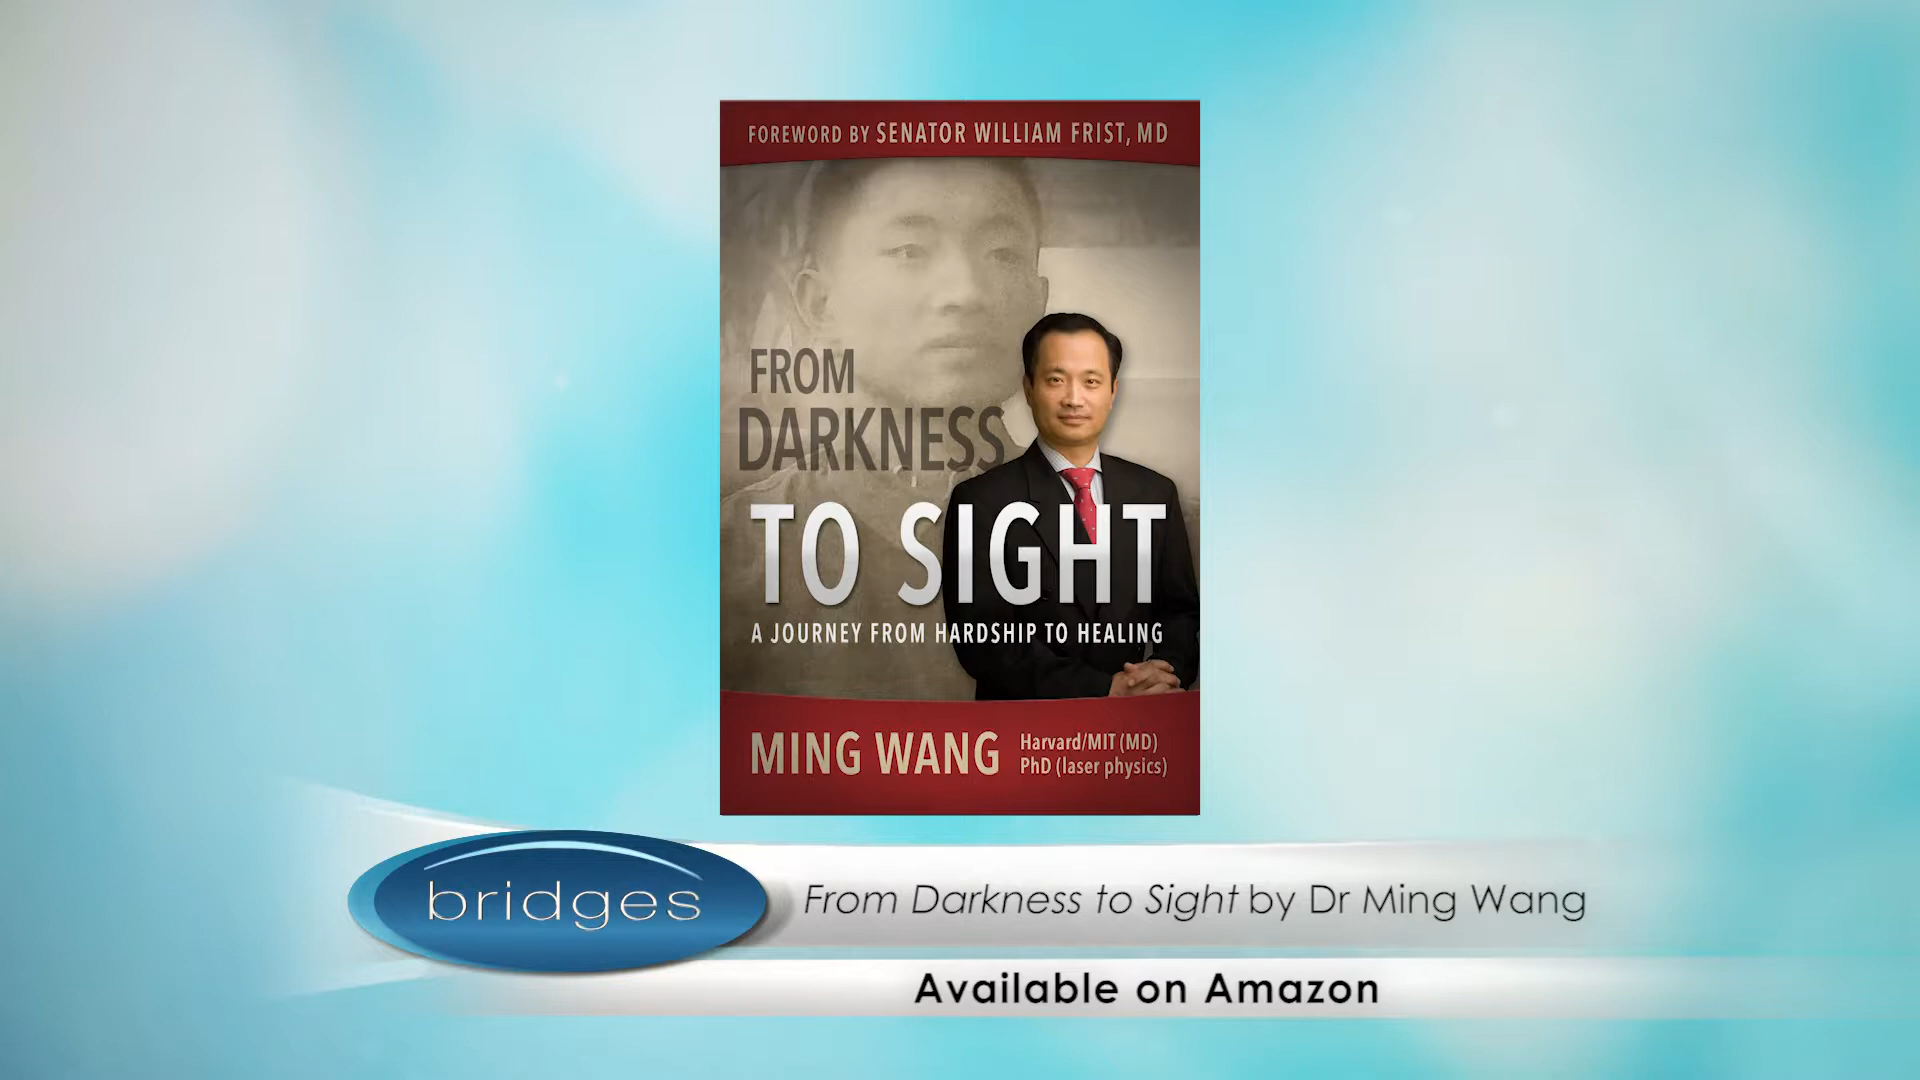 FOREWORD BY SENATOR WILLIAM FRIST, MD
FROM
DARKNESS
TO SIGHT
A JOURNEY FROM HARDSHIP TO HEALING
MING WANG
Harvard/MIT (MD)
PhD (laser physics)
bridges
From Darkness to Sight by Dr Ming Wang
Available on Amazon